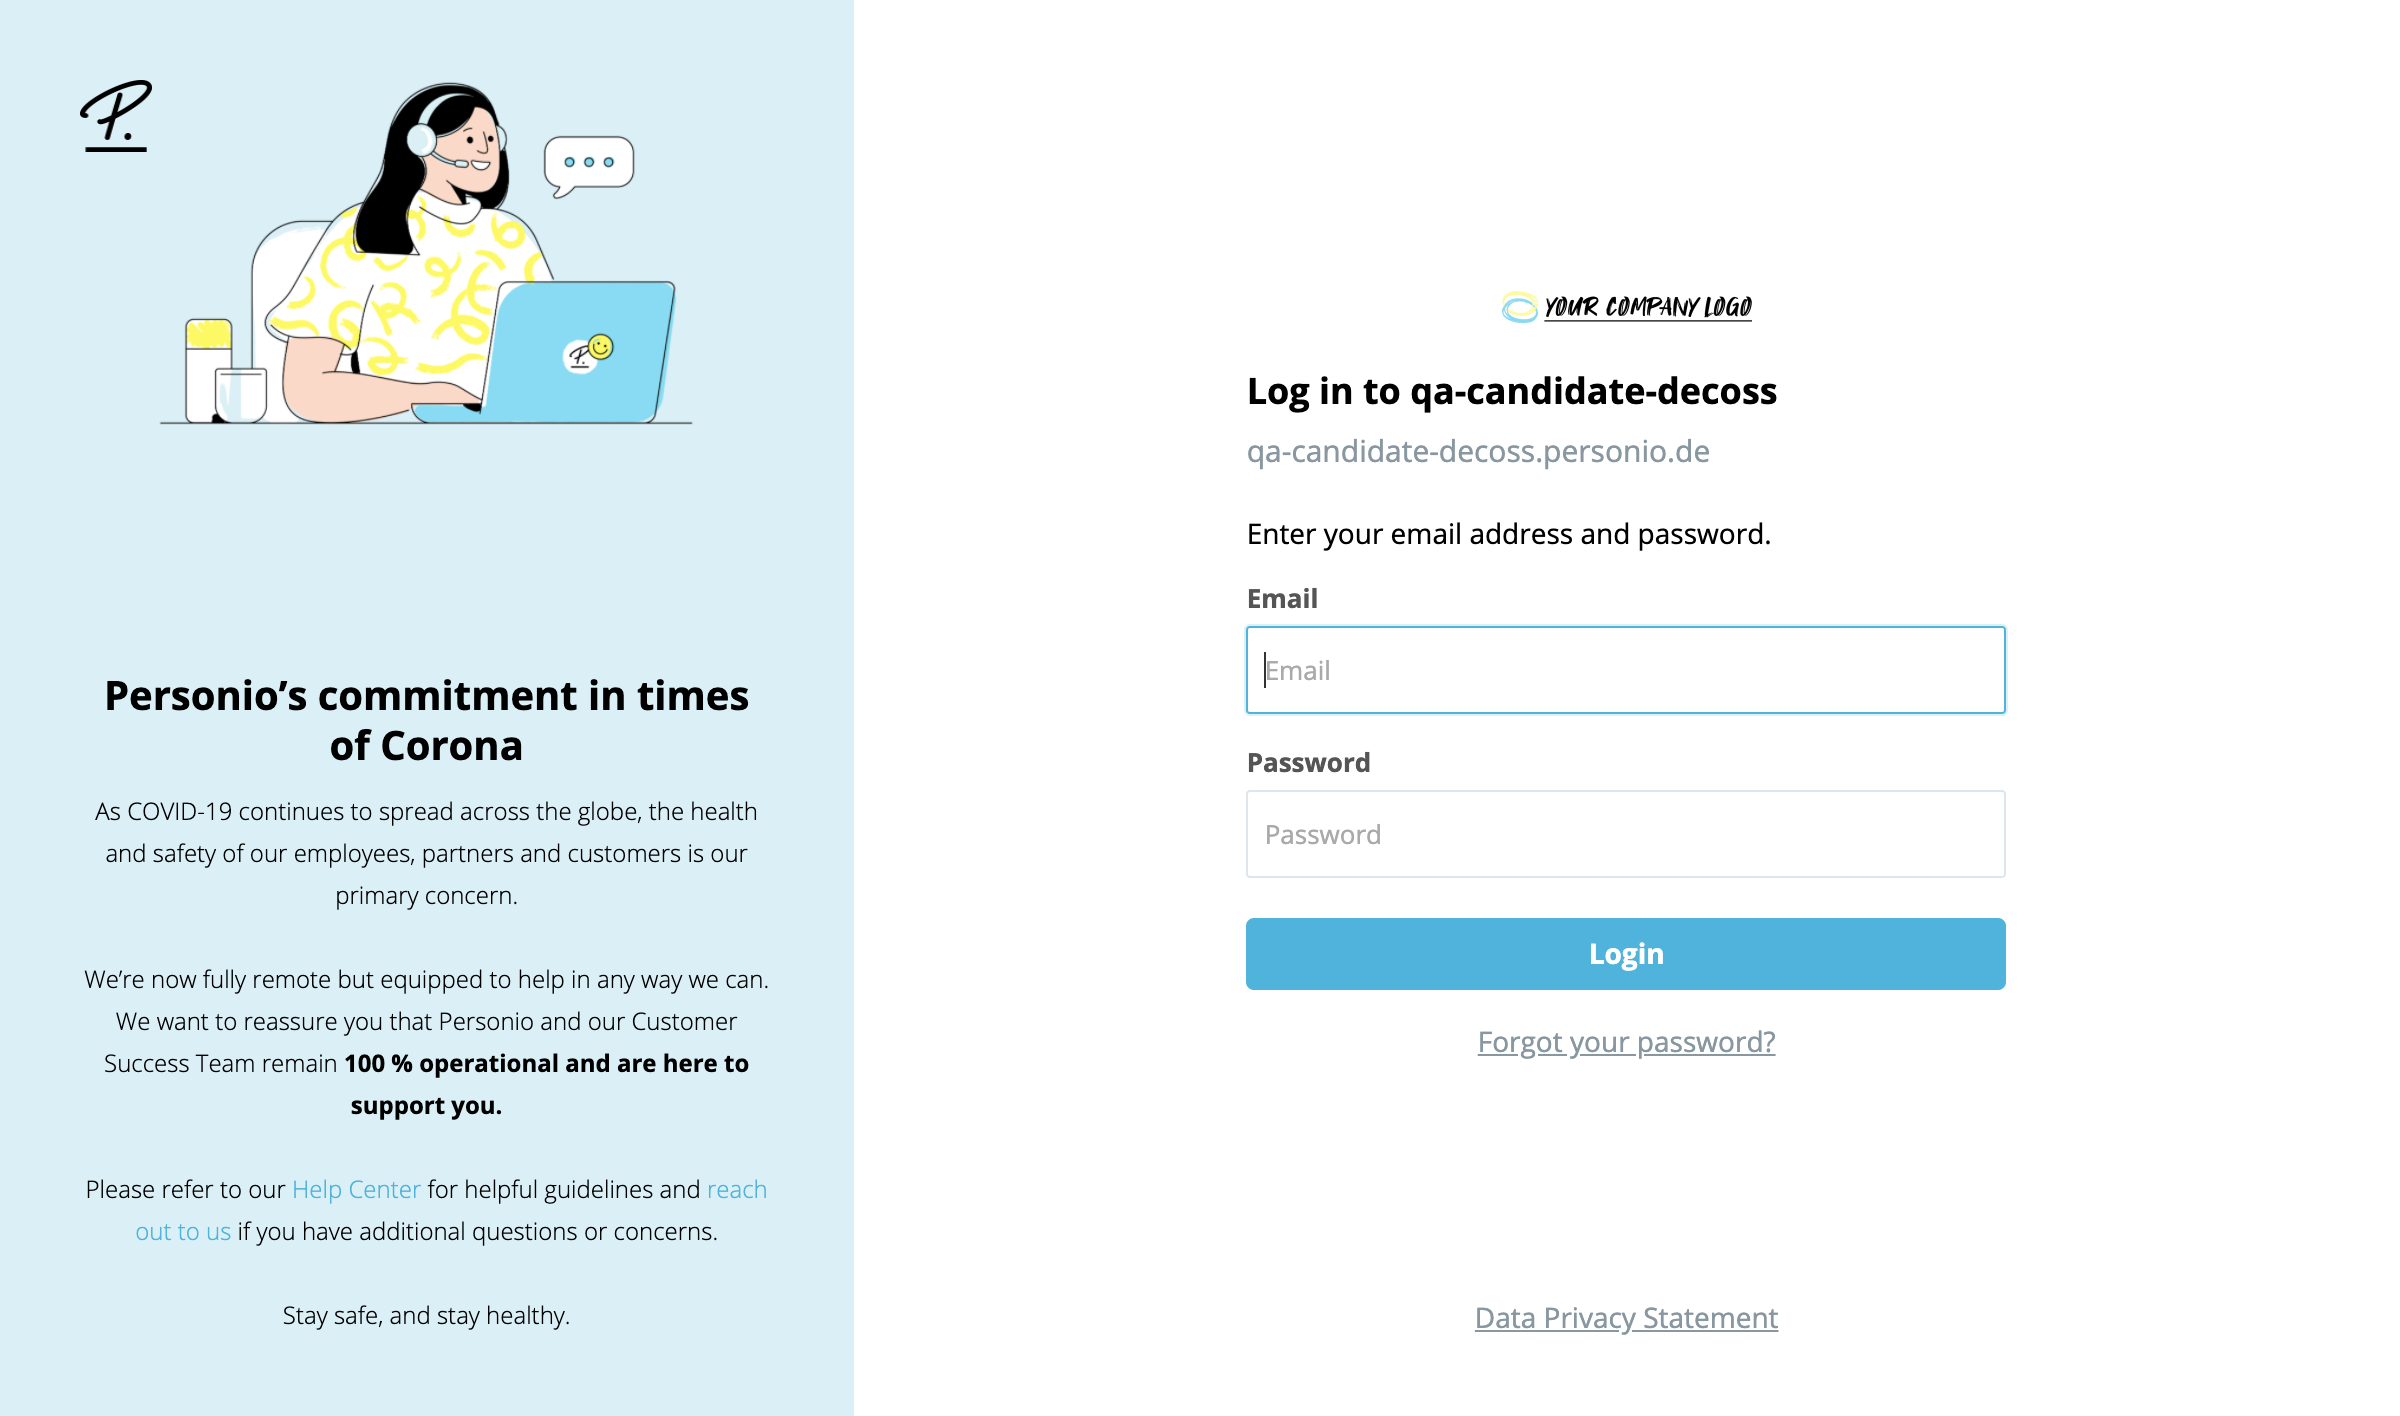 P.
YOUR COMPANY LOGO
Log in to qa-candidate-decoss
qa-candidate-decoss.personio.de
Enter your email address and password.
Email
Email
Password
Password
Login
Forgot your password?
Data Privacy Statement
P.
Personio’s commitment in times
of Corona
As COVID-19 continues to spread across the globe, the health
and safety of our employees, partners and customers is our
primary concern.
We’re now fully remote but equipped to help in any way we can.
We want to reassure you that Personio and our Customer
Success Team remain 100 % operational and are here to
support you.
Please refer to our Help Center for helpful guidelines and reach
out to us if you have additional questions or concerns.
Stay safe, and stay healthy.